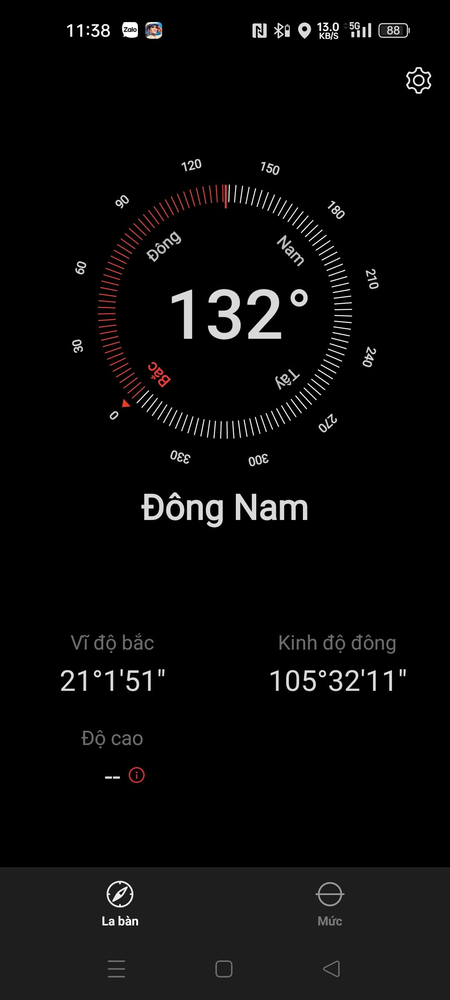 11:38 Zalo 13.0 KB/S 5G 88
120 150
90 180
Đông Nam
60 210
132°
30 240
Bắc Tây
0 270
330 300
Đông Nam
Vĩ độ bắc Kinh độ đông
21°1'51" 105°32'11"
Độ cao
--
La bàn Mức